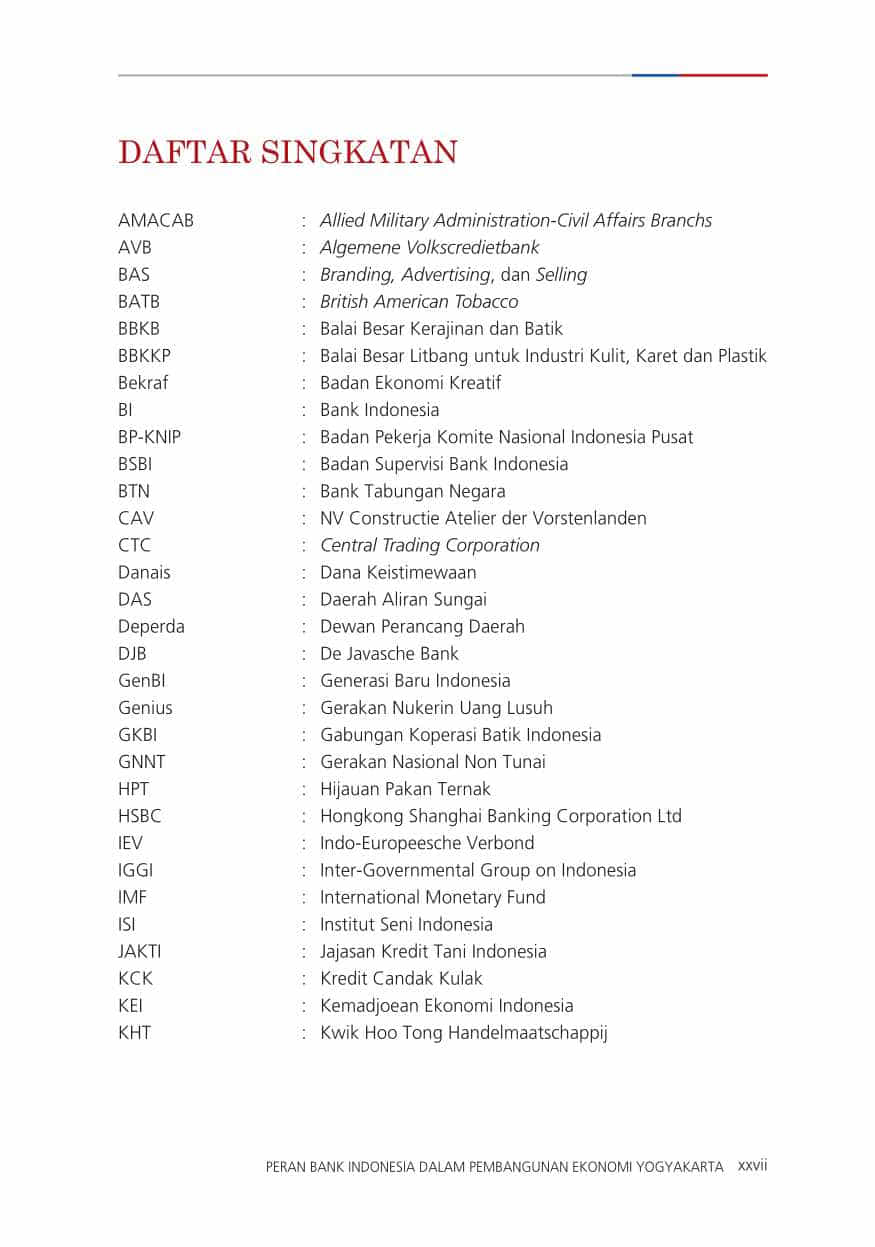 DAFTAR SINGKATAN
AMACAB : Allied Military Administration-Civil Affairs Branchs
AVB : Algemene Volkscredietbank
BAS : Branding, Advertising, dan Selling
BATB : British American Tobacco
BBKB : Balai Besar Kerajinan dan Batik
BBKKP : Balai Besar Litbang untuk Industri Kulit, Karet dan Plastik
Bekraf : Badan Ekonomi Kreatif
BI : Bank Indonesia
BP-KNIP : Badan Pekerja Komite Nasional Indonesia Pusat
BSBI : Badan Supervisi Bank Indonesia
BTN : Bank Tabungan Negara
CAV : NV Constructie Atelier der Vorstenlanden
CTC : Central Trading Corporation
Danais : Dana Keistimewaan
DAS : Daerah Aliran Sungai
Deperda : Dewan Perancang Daerah
DJB : De Javasche Bank
GenBI : Generasi Baru Indonesia
Genius : Gerakan Nukerin Uang Lusuh
GKBI : Gabungan Koperasi Batik Indonesia
GNNT : Gerakan Nasional Non Tunai
HPT : Hijauan Pakan Ternak
HSBC : Hongkong Shanghai Banking Corporation Ltd
IEV : Indo-Europeesche Verbond
IGGI : Inter-Governmental Group on Indonesia
IMF : International Monetary Fund
ISI : Institut Seni Indonesia
JAKTI : Jajasan Kredit Tani Indonesia
KCK : Kredit Candak Kulak
KEI : Kemadjoean Ekonomi Indonesia
KHT : Kwik Hoo Tong Handelmaatschappij
PERAN BANK INDONESIA DALAM PEMBANGUNAN EKONOMI YOGYAKARTA xxvii